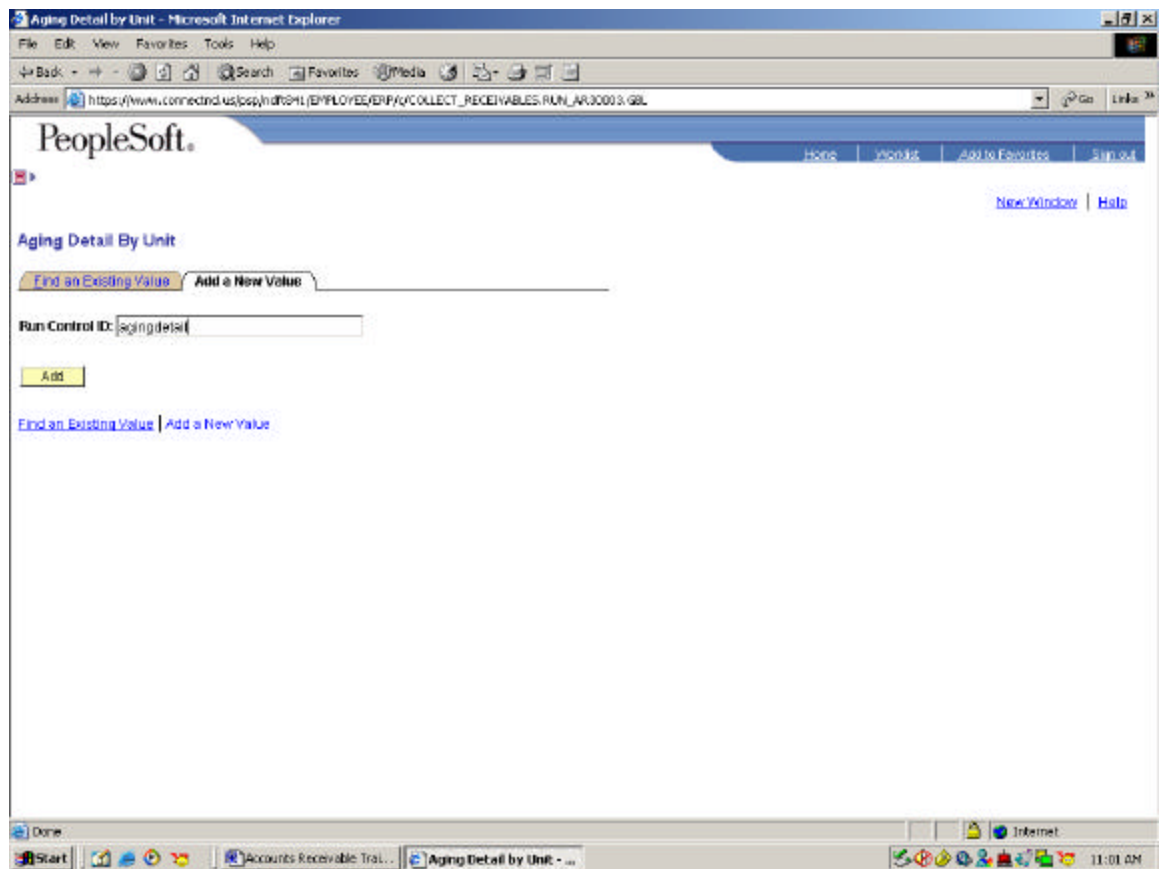 Aging Detail by Unit - Microsoft Internet Explorer
File Edit View Favorites Tools Help
Back Search Favorites Media
Address https://www.connectnd.us/psp/ndfts941/EMPLOYEE/ERP/c/COLLECT_RECEIVABLES.RUN_AR30003.GBL Go Links »
PeopleSoft.
Home | Worklist | Add to Favorites | Sign out
New Window | Help
Aging Detail By Unit
Find an Existing Value Add a New Value
Run Control ID: agingdetail
Add
Find an Existing Value | Add a New Value
Done Internet
Start Accounts Receivable Trai... Aging Detail by Unit - ... 11:01 AM